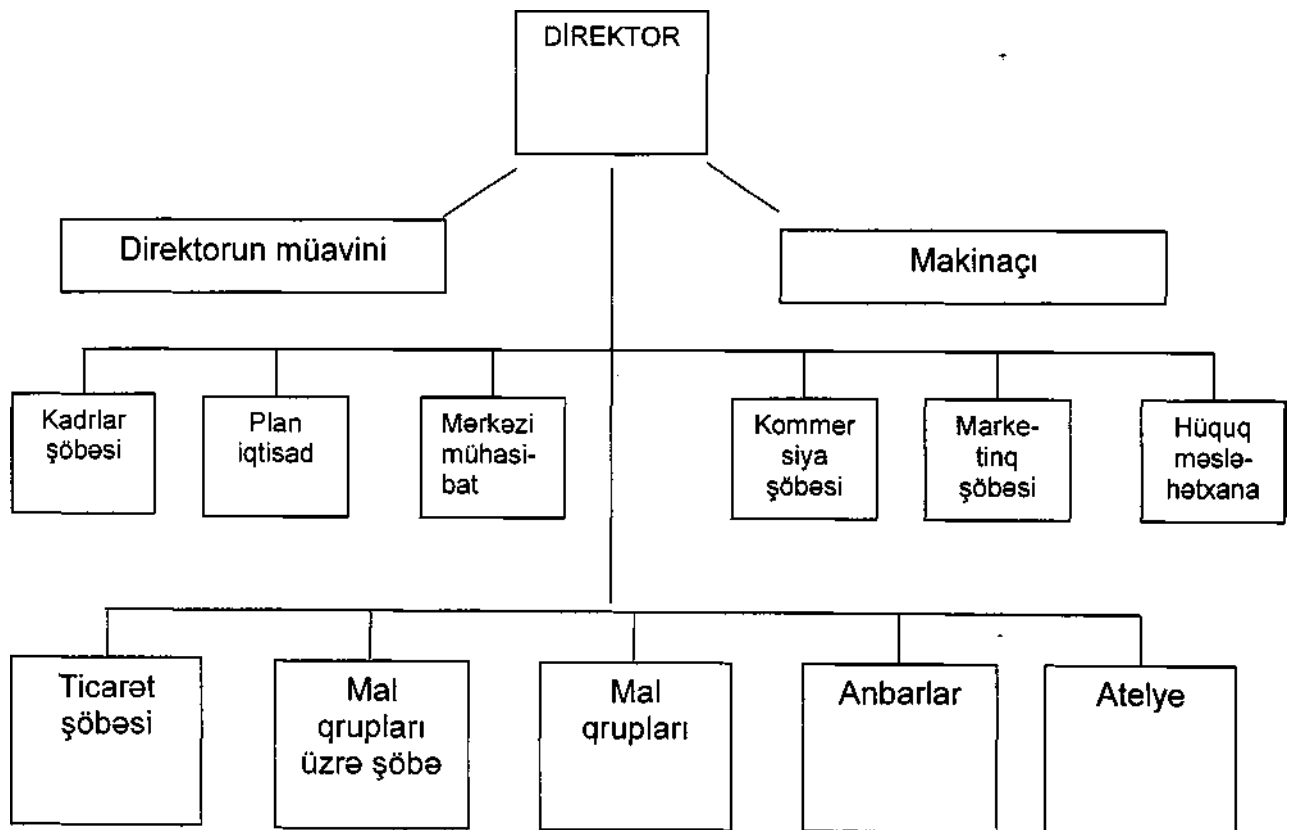 DİREKTOR
Direktorun müavini
Makinaçı
Kadrlar
şöbəsi
Plan
iqtisad
Mərkəzi
mühasi-
bat
Kommer
siya
şöbəsi
Marke-
tinq
şöbəsi
Hüquq
məslə-
hətxana
Ticarət
şöbəsi
Mal
qrupları
üzrə şöbə
Mal
qrupları
Anbarlar
Atelye